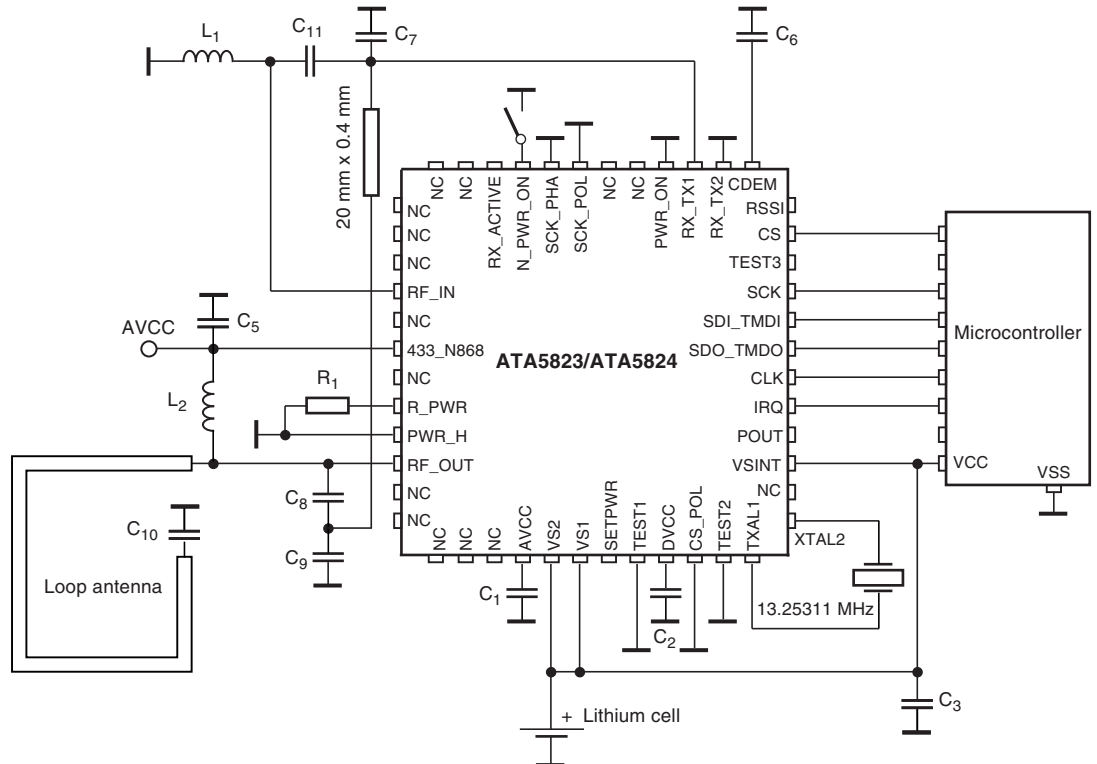 L1
C11
C7
C6
20 mm x 0.4 mm
NC
NC
RX_ACTIVE
N_PWR_ON
SCK_PHA
SCK_POL
NC
NC
PWR_ON
RX_TX1
RX_TX2
CDEM
NC
NC
NC
RF_IN
NC
433_N868
NC
R_PWR
PWR_H
RF_OUT
NC
NC
RSSI
CS
TEST3
SCK
SDI_TMDI
SDO_TMDO
CLK
IRQ
POUT
VSINT
NC
XTAL2
ATA5823/ATA5824
Microcontroller
VCC
VSS
AVCC
C5
L2
R1
C8
C9
C10
Loop antenna
NC
NC
NC
AVCC
VS2
VS1
SETPWR
TEST1
DVCC
CS_POL
TEST2
TXAL1
C1
C2
13.25311 MHz
C3
+ Lithium cell